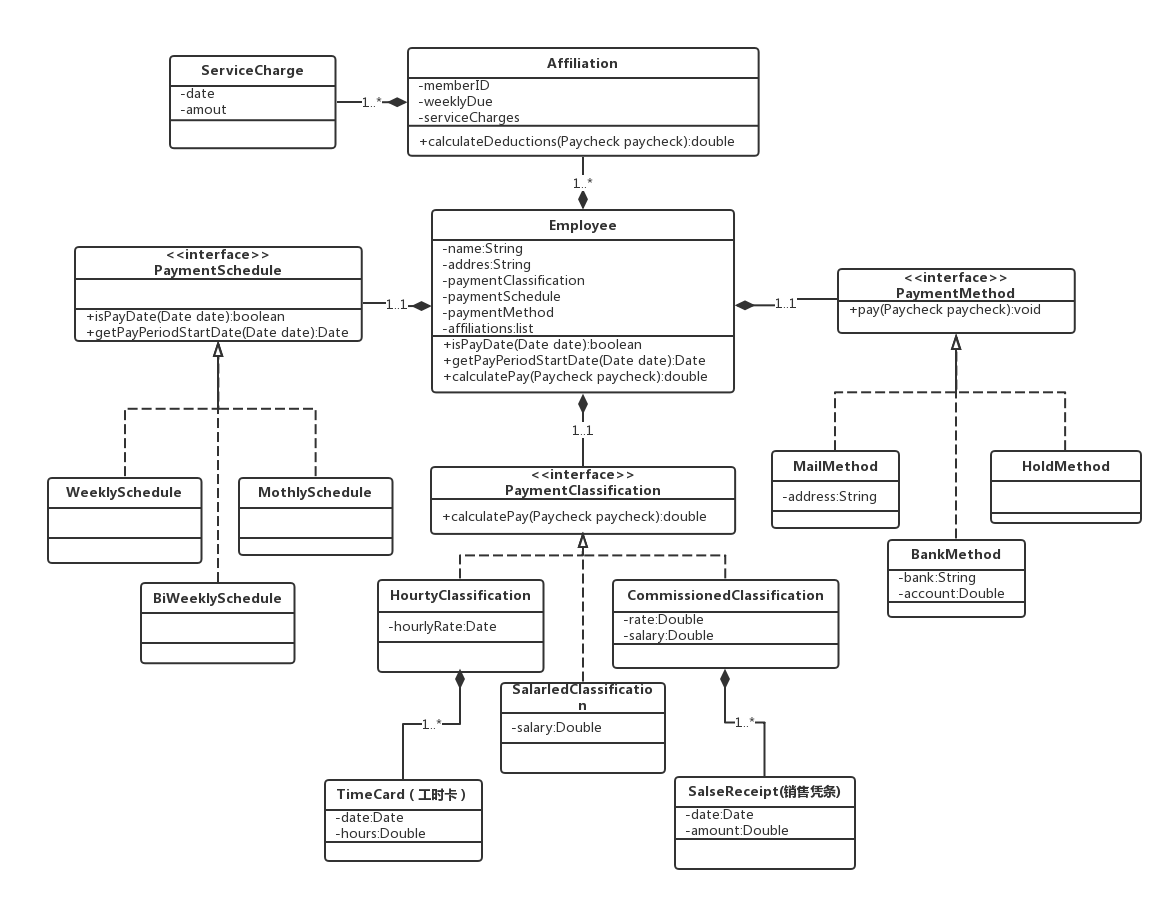 ServiceCharge
-date
-amout
Affiliation
-memberID
-weeklyDue
-serviceCharges
+calculateDeductions(Paycheck paycheck):double
1..*
1..*
Employee
-name:String
-addres:String
-paymentClassification
-paymentSchedule
-paymentMethod
-affiliations:list
+isPayDate(Date date):boolean
+getPayPeriodStartDate(Date date):Date
+calculatePay(Paycheck paycheck):double
<<interface>>
PaymentSchedule
+isPayDate(Date date):boolean
+getPayPeriodStartDate(Date date):Date
1..1
1..1
<<interface>>
PaymentMethod
+pay(Paycheck paycheck):void
1..1
<<interface>>
PaymentClassification
+calculatePay(Paycheck paycheck):double
WeeklySchedule
MothlySchedule
BiWeeklySchedule
MailMethod
-address:String
HoldMethod
BankMethod
-bank:String
-account:Double
HourtyClassification
-hourlyRate:Date
CommissionedClassification
-rate:Double
-salary:Double
SalarledClassificatio
n
-salary:Double
1..*
1..*
TimeCard（工时卡）
-date:Date
-hours:Double
SalseReceipt(销售凭条)
-date:Date
-amount:Double